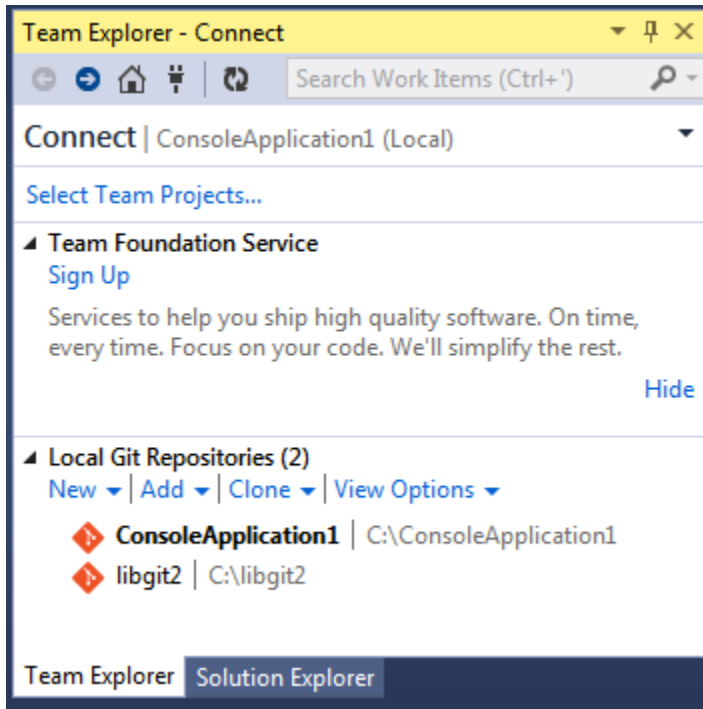 Team Explorer - Connect
Search Work Items (Ctrl+')
Connect | ConsoleApplication1 (Local)
Select Team Projects...
Team Foundation Service
Sign Up
Services to help you ship high quality software. On time,
every time. Focus on your code. We'll simplify the rest.
Hide
Local Git Repositories (2)
New | Add | Clone | View Options
ConsoleApplication1 | C:\ConsoleApplication1
libgit2 | C:\libgit2
Team Explorer Solution Explorer